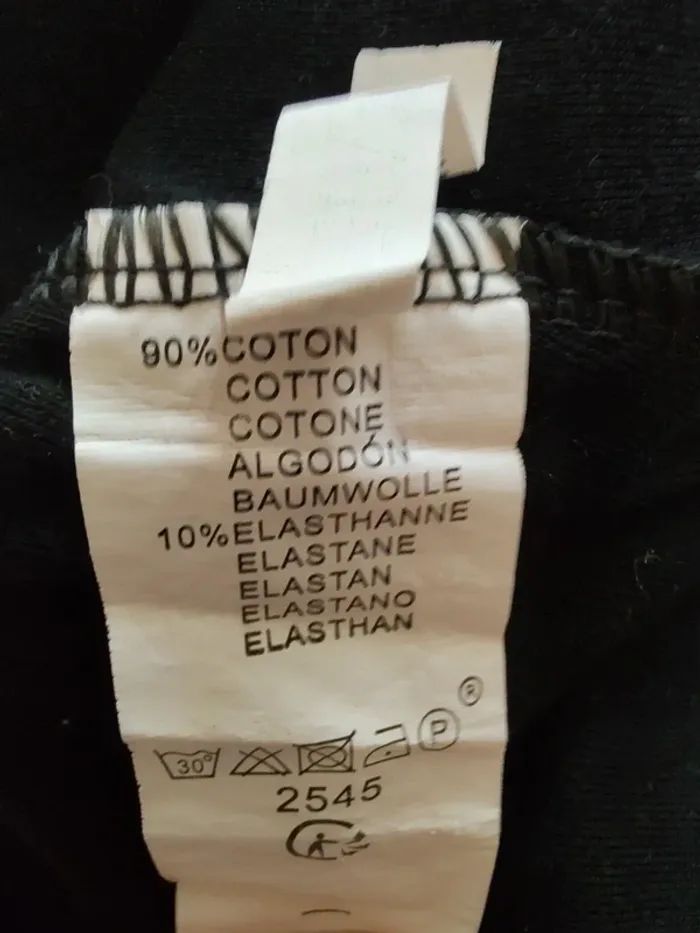 90%COTON
COTTON
COTONE
ALGODÓN
BAUMWOLLE
10%ELASTHANNE
ELASTANE
ELASTAN
ELASTANO
ELASTHAN
®
30° P
2545